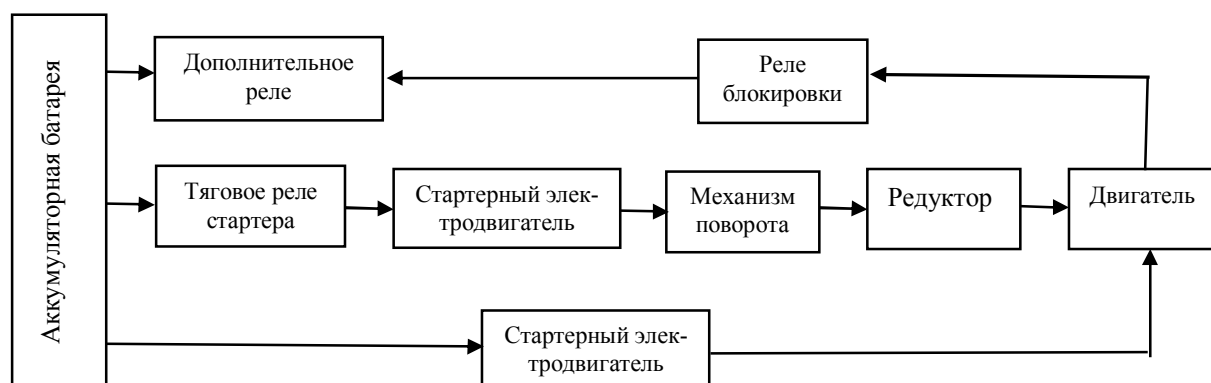 Аккумуляторная батарея
Дополнительное
реле
Реле
блокировки
Тяговое реле
стартера
Стартерный элек-
тродвигатель
Механизм
поворота
Редуктор
Двигатель
Стартерный элек-
тродвигатель